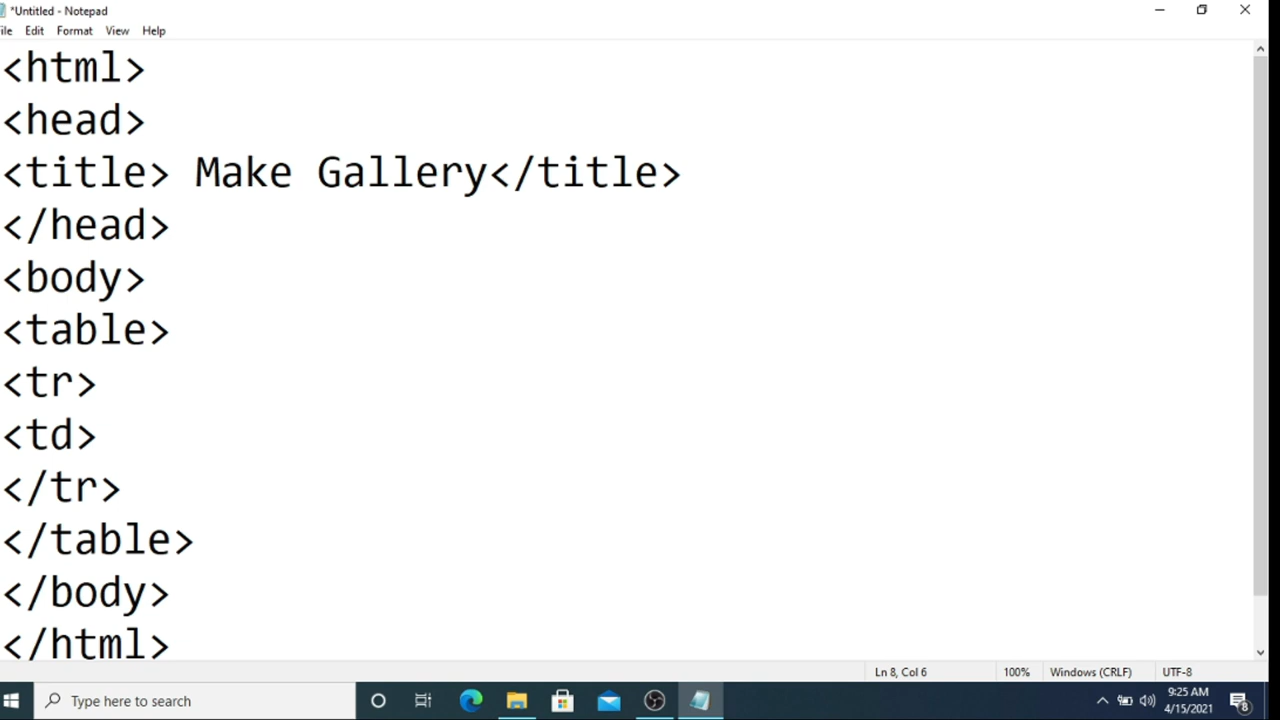 *Untitled - Notepad
ile Edit Format View Help
<html>
<head>
<title> Make Gallery</title>
</head>
<body>
<table>
<tr>
<td>
</tr>
</table>
</body>
</html>
Ln 8, Col 6 100% Windows (CRLF) UTF-8
Type here to search
9:25 AM
4/15/2021
8